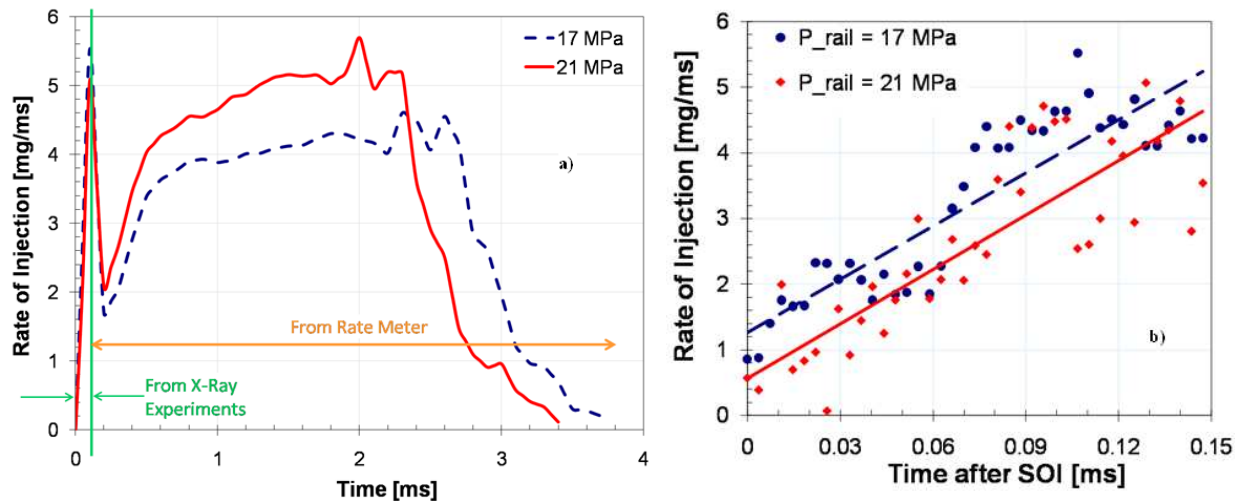 6
5
4
3
2
1
0
Rate of Injection [mg/ms]
17 MPa
21 MPa
a)
From Rate Meter
From X-Ray
Experiments
0
1
2
3
4
Time [ms]
6
5
4
3
2
1
0
Rate of Injection [mg/ms]
P_rail = 17 MPa
P_rail = 21 MPa
b)
0
0.03
0.06
0.09
0.12
0.15
Time after SOI [ms]